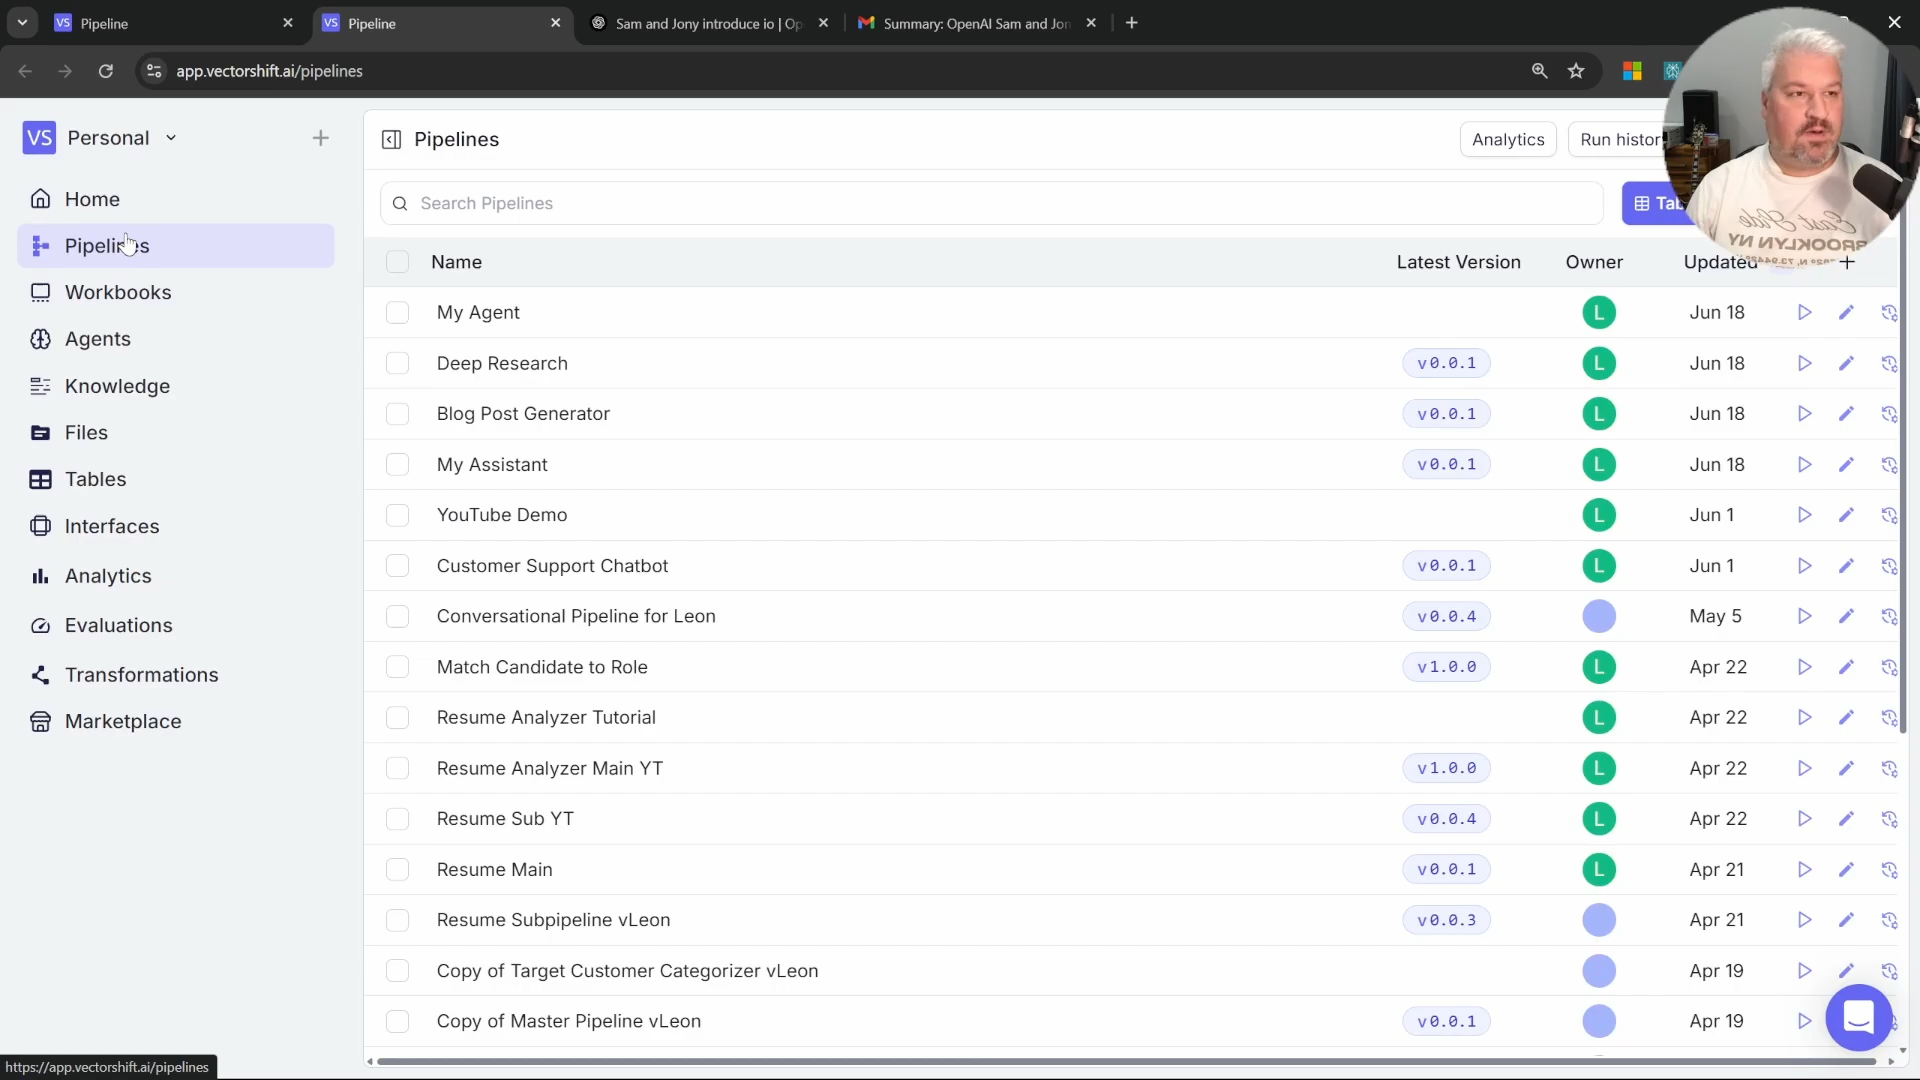 VS Pipeline
VS Pipeline
Sam and Jony introduce io | Op
Summary: OpenAI Sam and Jon
app.vectorshift.ai/pipelines
VS Personal
Home
Pipelines
Workbooks
Agents
Knowledge
Files
Tables
Interfaces
Analytics
Evaluations
Transformations
Marketplace
Pipelines
Analytics
Run histor
Search Pipelines
Tab
Name Latest Version Owner Updated
My Agent L Jun 18
Deep Research v0.0.1 L Jun 18
Blog Post Generator v0.0.1 L Jun 18
My Assistant v0.0.1 L Jun 18
YouTube Demo L Jun 1
Customer Support Chatbot v0.0.1 L Jun 1
Conversational Pipeline for Leon v0.0.4 May 5
Match Candidate to Role v1.0.0 L Apr 22
Resume Analyzer Tutorial L Apr 22
Resume Analyzer Main YT v1.0.0 L Apr 22
Resume Sub YT v0.0.4 L Apr 22
Resume Main v0.0.1 L Apr 21
Resume Subpipeline vLeon v0.0.3 Apr 21
Copy of Target Customer Categorizer vLeon Apr 19
Copy of Master Pipeline vLeon v0.0.1 Apr 19
East Side
BROOKLYN NY
https://app.vectorshift.ai/pipelines